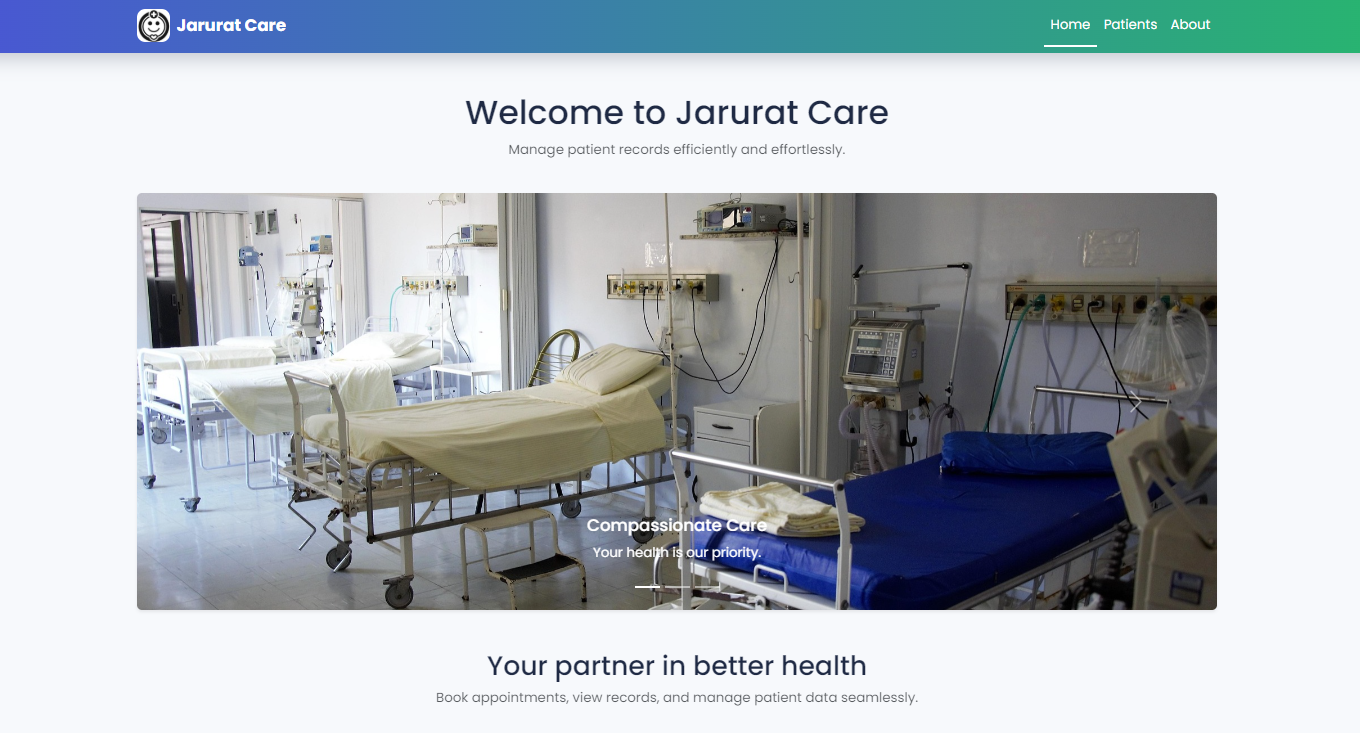 Jarurat Care
Home Patients About
Welcome to Jarurat Care
Manage patient records efficiently and effortlessly.
Compassionate Care
Your health is our priority.
Your partner in better health
Book appointments, view records, and manage patient data seamlessly.